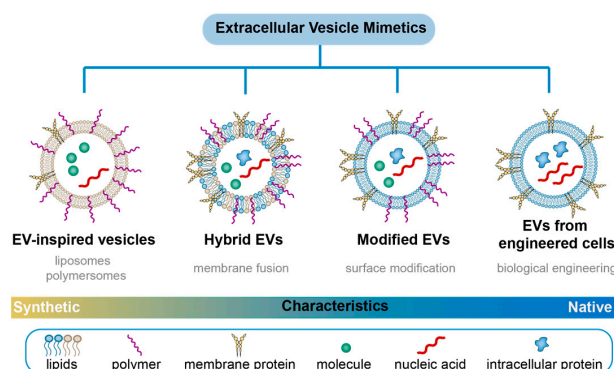 Extracellular Vesicle Mimetics
EV-inspired vesicles
liposomes
polymersomes
Hybrid EVs
membrane fusion
Modified EVs
surface modification
EVs from
engineered cells
biological engineering
Synthetic Characteristics Native
lipids polymer membrane protein molecule nucleic acid intracellular protein